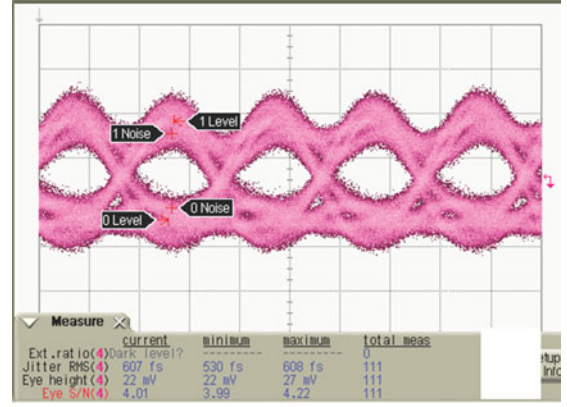 1 Level
1 Noise
0 Noise
0 Level
Measure
current minimum maximum total meas
Ext.ratio(4) Dark level? --------- --------- 0
Jitter RMS(4) 607 fs 530 fs 608 fs 111
Eye height(4) 22 mV 22 mV 27 mV 111
Eye S/N(4) 4.01 3.99 4.22 111
etup
Info